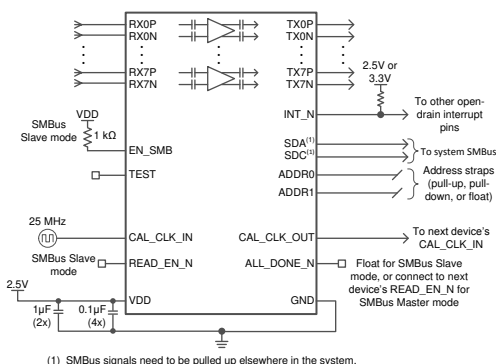 RX0P
RX0N
RX7P
RX7N
TX0P
TX0N
TX7P
TX7N
2.5V or
3.3V
INT_N
To other open-
drain interrupt
pins
VDD
SMBus
Slave mode
1 kΩ
EN_SMB
SDA(1)
SDC(1)
To system SMBus
TEST
ADDR0
ADDR1
Address straps
(pull-up, pull-
down, or float)
25 MHz
CAL_CLK_IN
CAL_CLK_OUT
To next device's
CAL_CLK_IN
SMBus Slave
mode
READ_EN_N
ALL_DONE_N
Float for SMBus Slave
mode, or connect to next
device's READ_EN_N for
SMBus Master mode
2.5V
VDD
GND
1µF
(2x)
0.1µF
(4x)
(1) SMBus signals need to be pulled up elsewhere in the system.